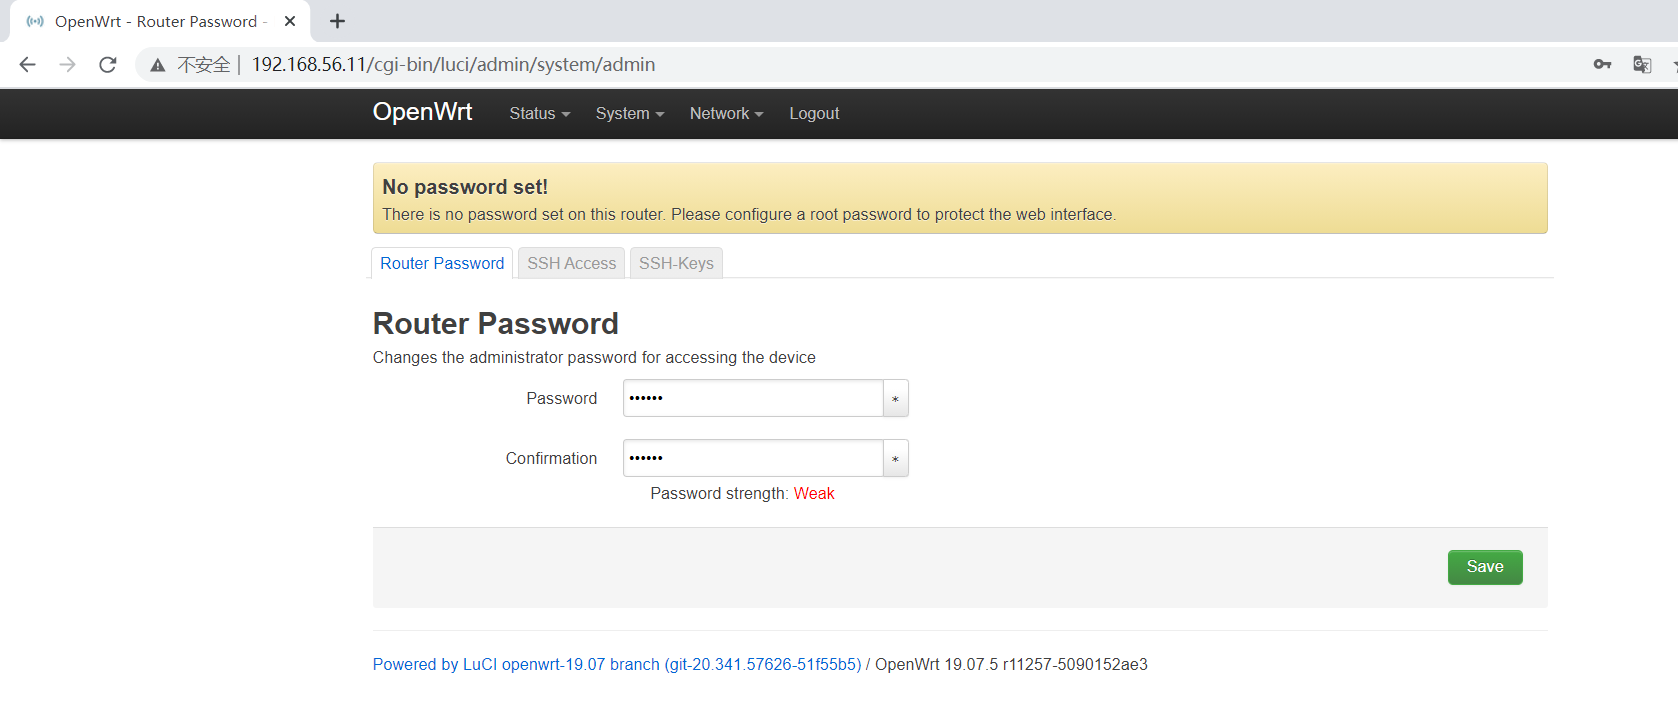 OpenWrt - Router Password -
不安全 | 192.168.56.11/cgi-bin/luci/admin/system/admin
OpenWrt Status System Network Logout
No password set!
There is no password set on this router. Please configure a root password to protect the web interface.
Router Password SSH Access SSH-Keys
Router Password
Changes the administrator password for accessing the device
Password •••••• *
Confirmation •••••• *
Password strength: Weak
Save
Powered by LuCI openwrt-19.07 branch (git-20.341.57626-51f55b5) / OpenWrt 19.07.5 r11257-5090152ae3